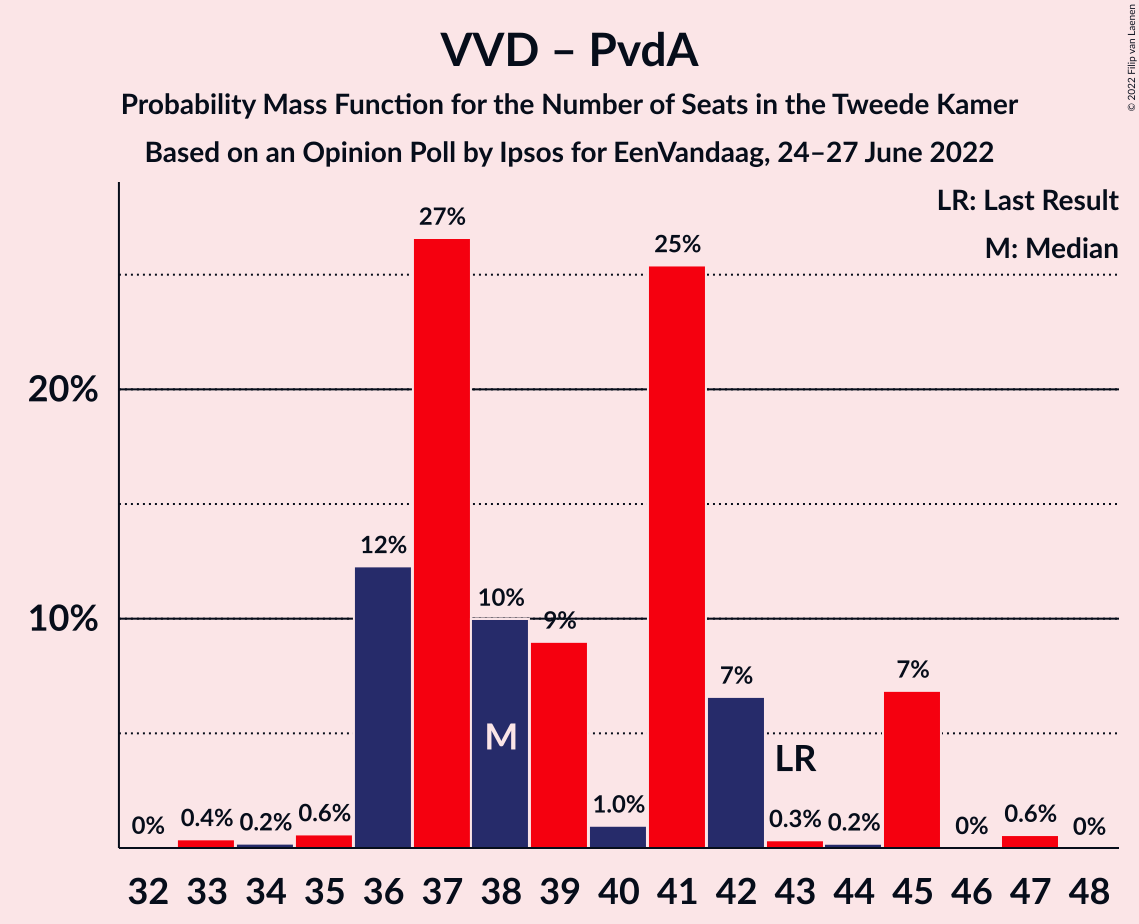 VVD – PvdA
Probability Mass Function for the Number of Seats in the Tweede Kamer
Based on an Opinion Poll by Ipsos for EenVandaag, 24–27 June 2022
© 2022 Filip van Laenen
LR: Last Result
M: Median
20%
10%
0% 0.4% 0.2% 0.6% 12% 27% 10% 9% 1.0% 25% 7% 0.3% 0.2% 7% 0% 0.6% 0%
M
LR
32 33 34 35 36 37 38 39 40 41 42 43 44 45 46 47 48